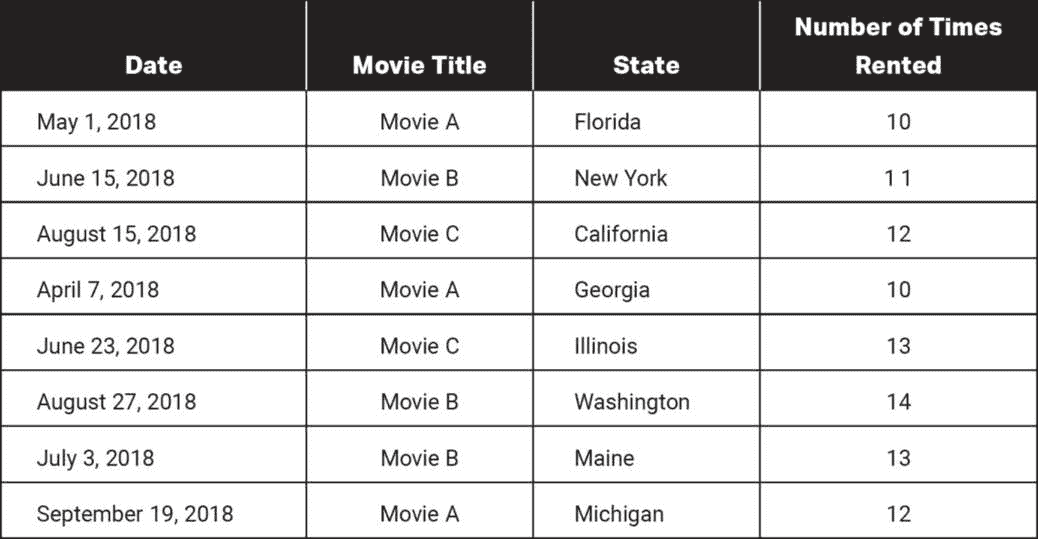 Date Movie Title State Number of Times Rented
May 1, 2018 Movie A Florida 10
June 15, 2018 Movie B New York 11
August 15, 2018 Movie C California 12
April 7, 2018 Movie A Georgia 10
June 23, 2018 Movie C Illinois 13
August 27, 2018 Movie B Washington 14
July 3, 2018 Movie B Maine 13
September 19, 2018 Movie A Michigan 12